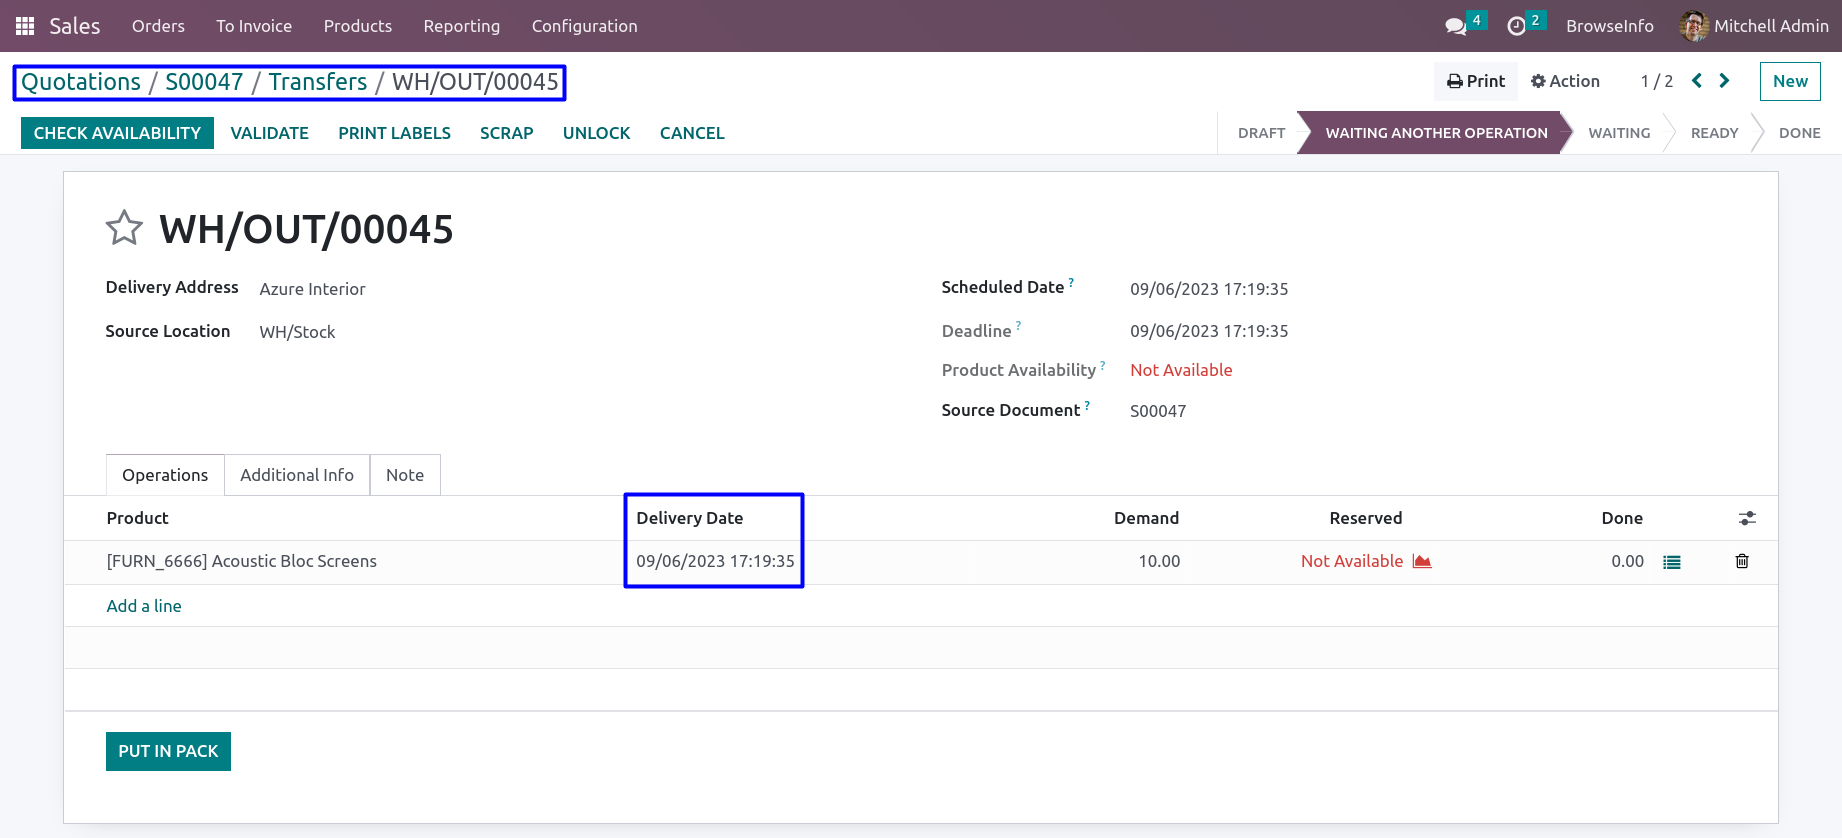 Sales Orders To Invoice Products Reporting Configuration 4 2 BrowseInfo Mitchell Admin
Quotations / S00047 / Transfers / WH/OUT/00045 Print Action 1 / 2 New
CHECK AVAILABILITY VALIDATE PRINT LABELS SCRAP UNLOCK CANCEL DRAFT WAITING ANOTHER OPERATION WAITING READY DONE
WH/OUT/00045
Delivery Address Azure Interior Scheduled Date ? 09/06/2023 17:19:35
Source Location WH/Stock Deadline ? 09/06/2023 17:19:35
Product Availability ? Not Available
Source Document ? S00047
Operations Additional Info Note
Product Delivery Date Demand Reserved Done
[FURN_6666] Acoustic Bloc Screens 09/06/2023 17:19:35 10.00 Not Available 0.00
Add a line
PUT IN PACK